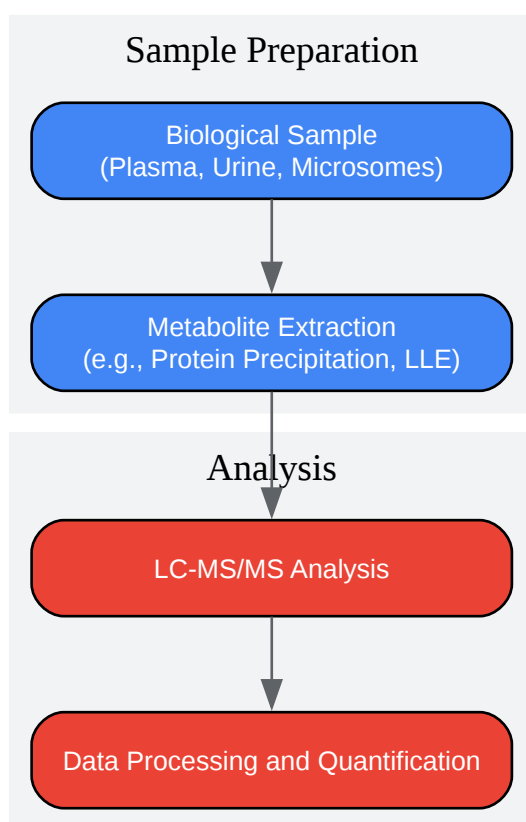 Sample Preparation
Biological Sample
(Plasma, Urine, Microsomes)
Metabolite Extraction
(e.g., Protein Precipitation, LLE)
Analysis
LC-MS/MS Analysis
Data Processing and Quantification